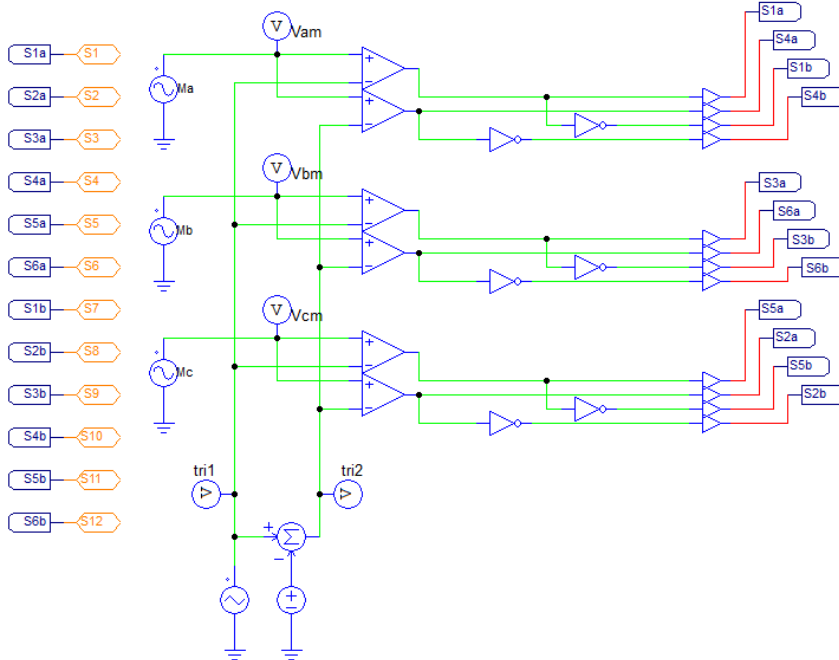 S1a S1
S2a S2
S3a S3
S4a S4
S5a S5
S6a S6
S1b S7
S2b S8
S3b S9
S4b S10
S5b S11
S6b S12
V Vam
Ma
+
−
+
−
S1a
S4a
S1b
S4b
V Vbm
Mb
+
−
+
−
S3a
S6a
S3b
S6b
V Vcm
Mc
+
−
+
−
S5a
S2a
S5b
S2b
tri1
V
tri2
V
+ Σ
−
+
−